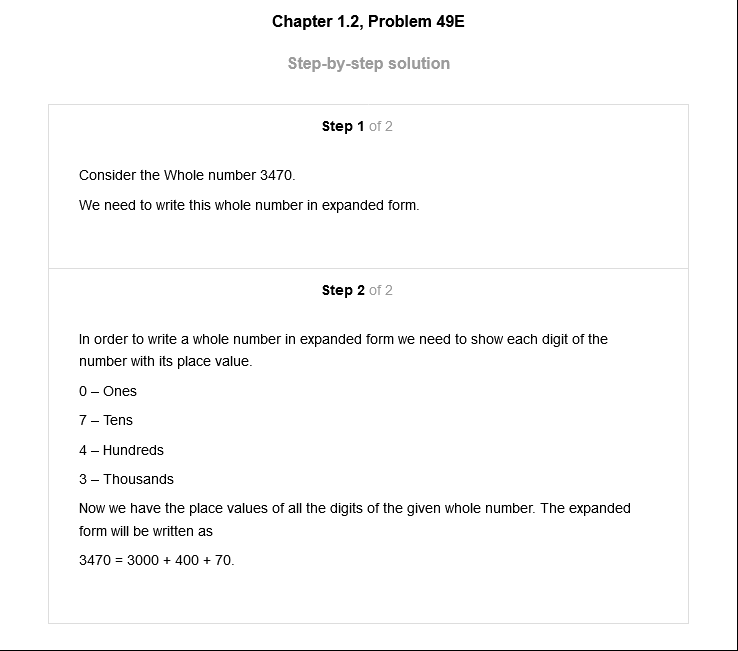 Chapter 1.2, Problem 49E
Step-by-step solution
Step 1 of 2
Consider the Whole number 3470.
We need to write this whole number in expanded form.
Step 2 of 2
In order to write a whole number in expanded form we need to show each digit of the
number with its place value.
0 – Ones
7 – Tens
4 – Hundreds
3 – Thousands
Now we have the place values of all the digits of the given whole number. The expanded
form will be written as
3470 = 3000 + 400 + 70.